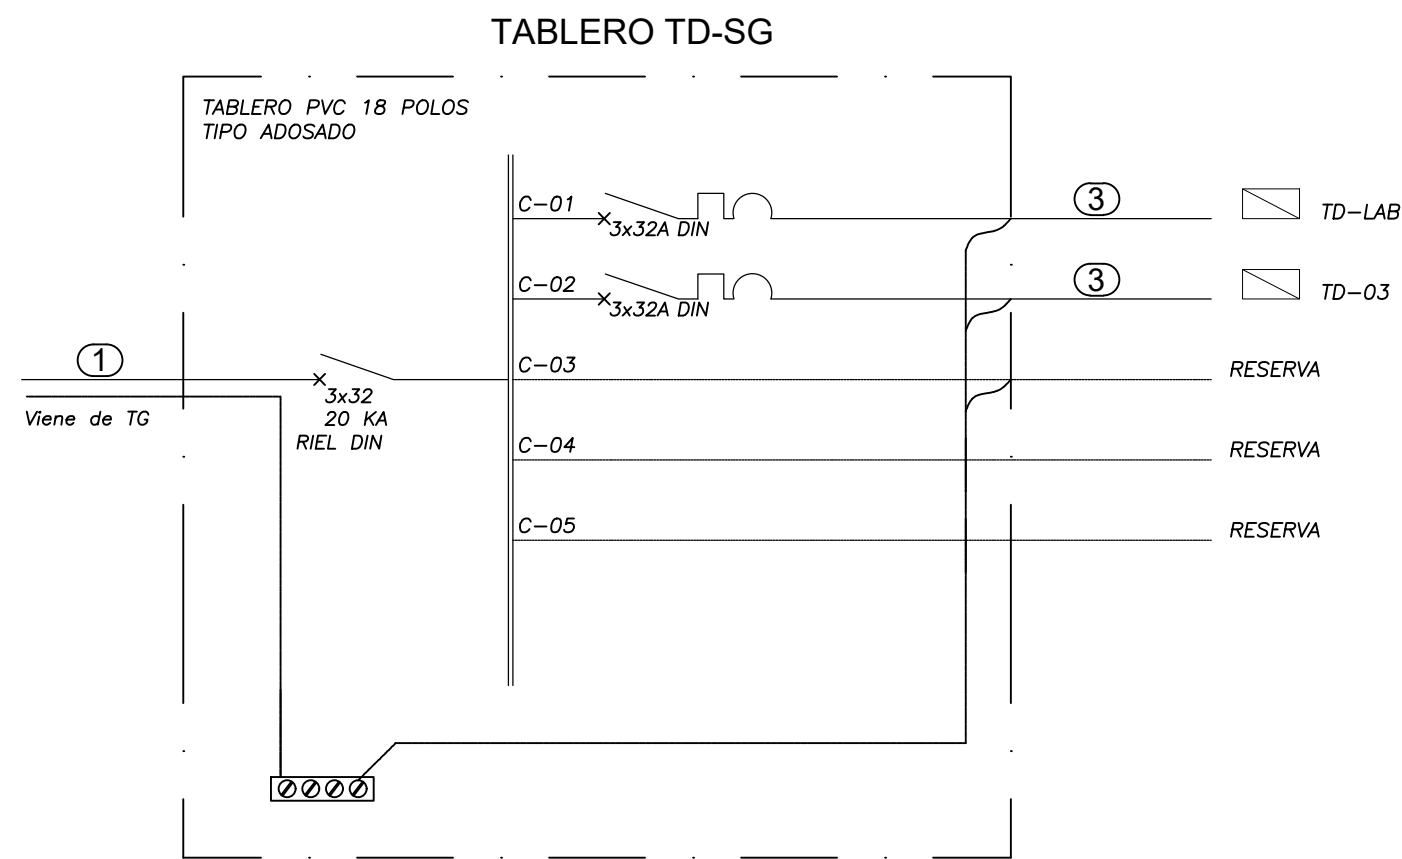 TABLERO TD-SG
TABLERO PVC 18 POLOS
TIPO ADOSADO
C-01
3x32A DIN
3
TD-LAB
C-02
3x32A DIN
3
TD-03
1
Viene de TG
3x32
20 KA
RIEL DIN
C-03
RESERVA
C-04
RESERVA
C-05
RESERVA